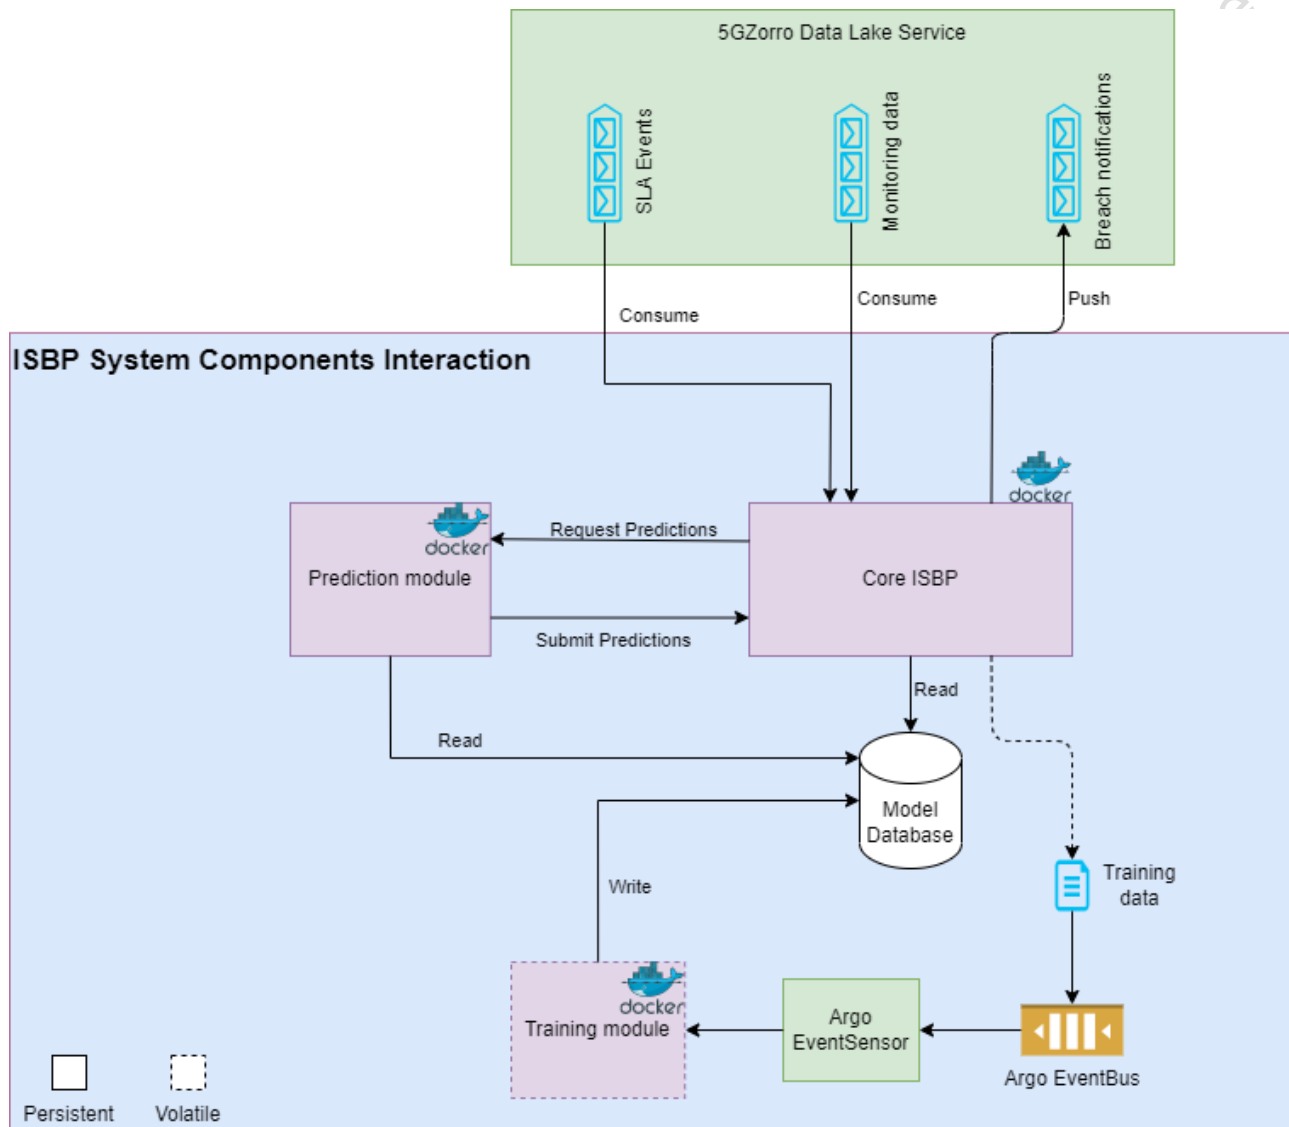 5GZorro Data Lake Service
SLA Events
Monitoring data
Breach notifications
Consume
Consume
Push
ISBP System Components Interaction
docker
docker
Request Predictions
Prediction module
Core ISBP
Submit Predictions
Read
Read
Model
Database
Write
Training
data
docker
Training module
Argo
EventSensor
Argo EventBus
Persistent
Volatile